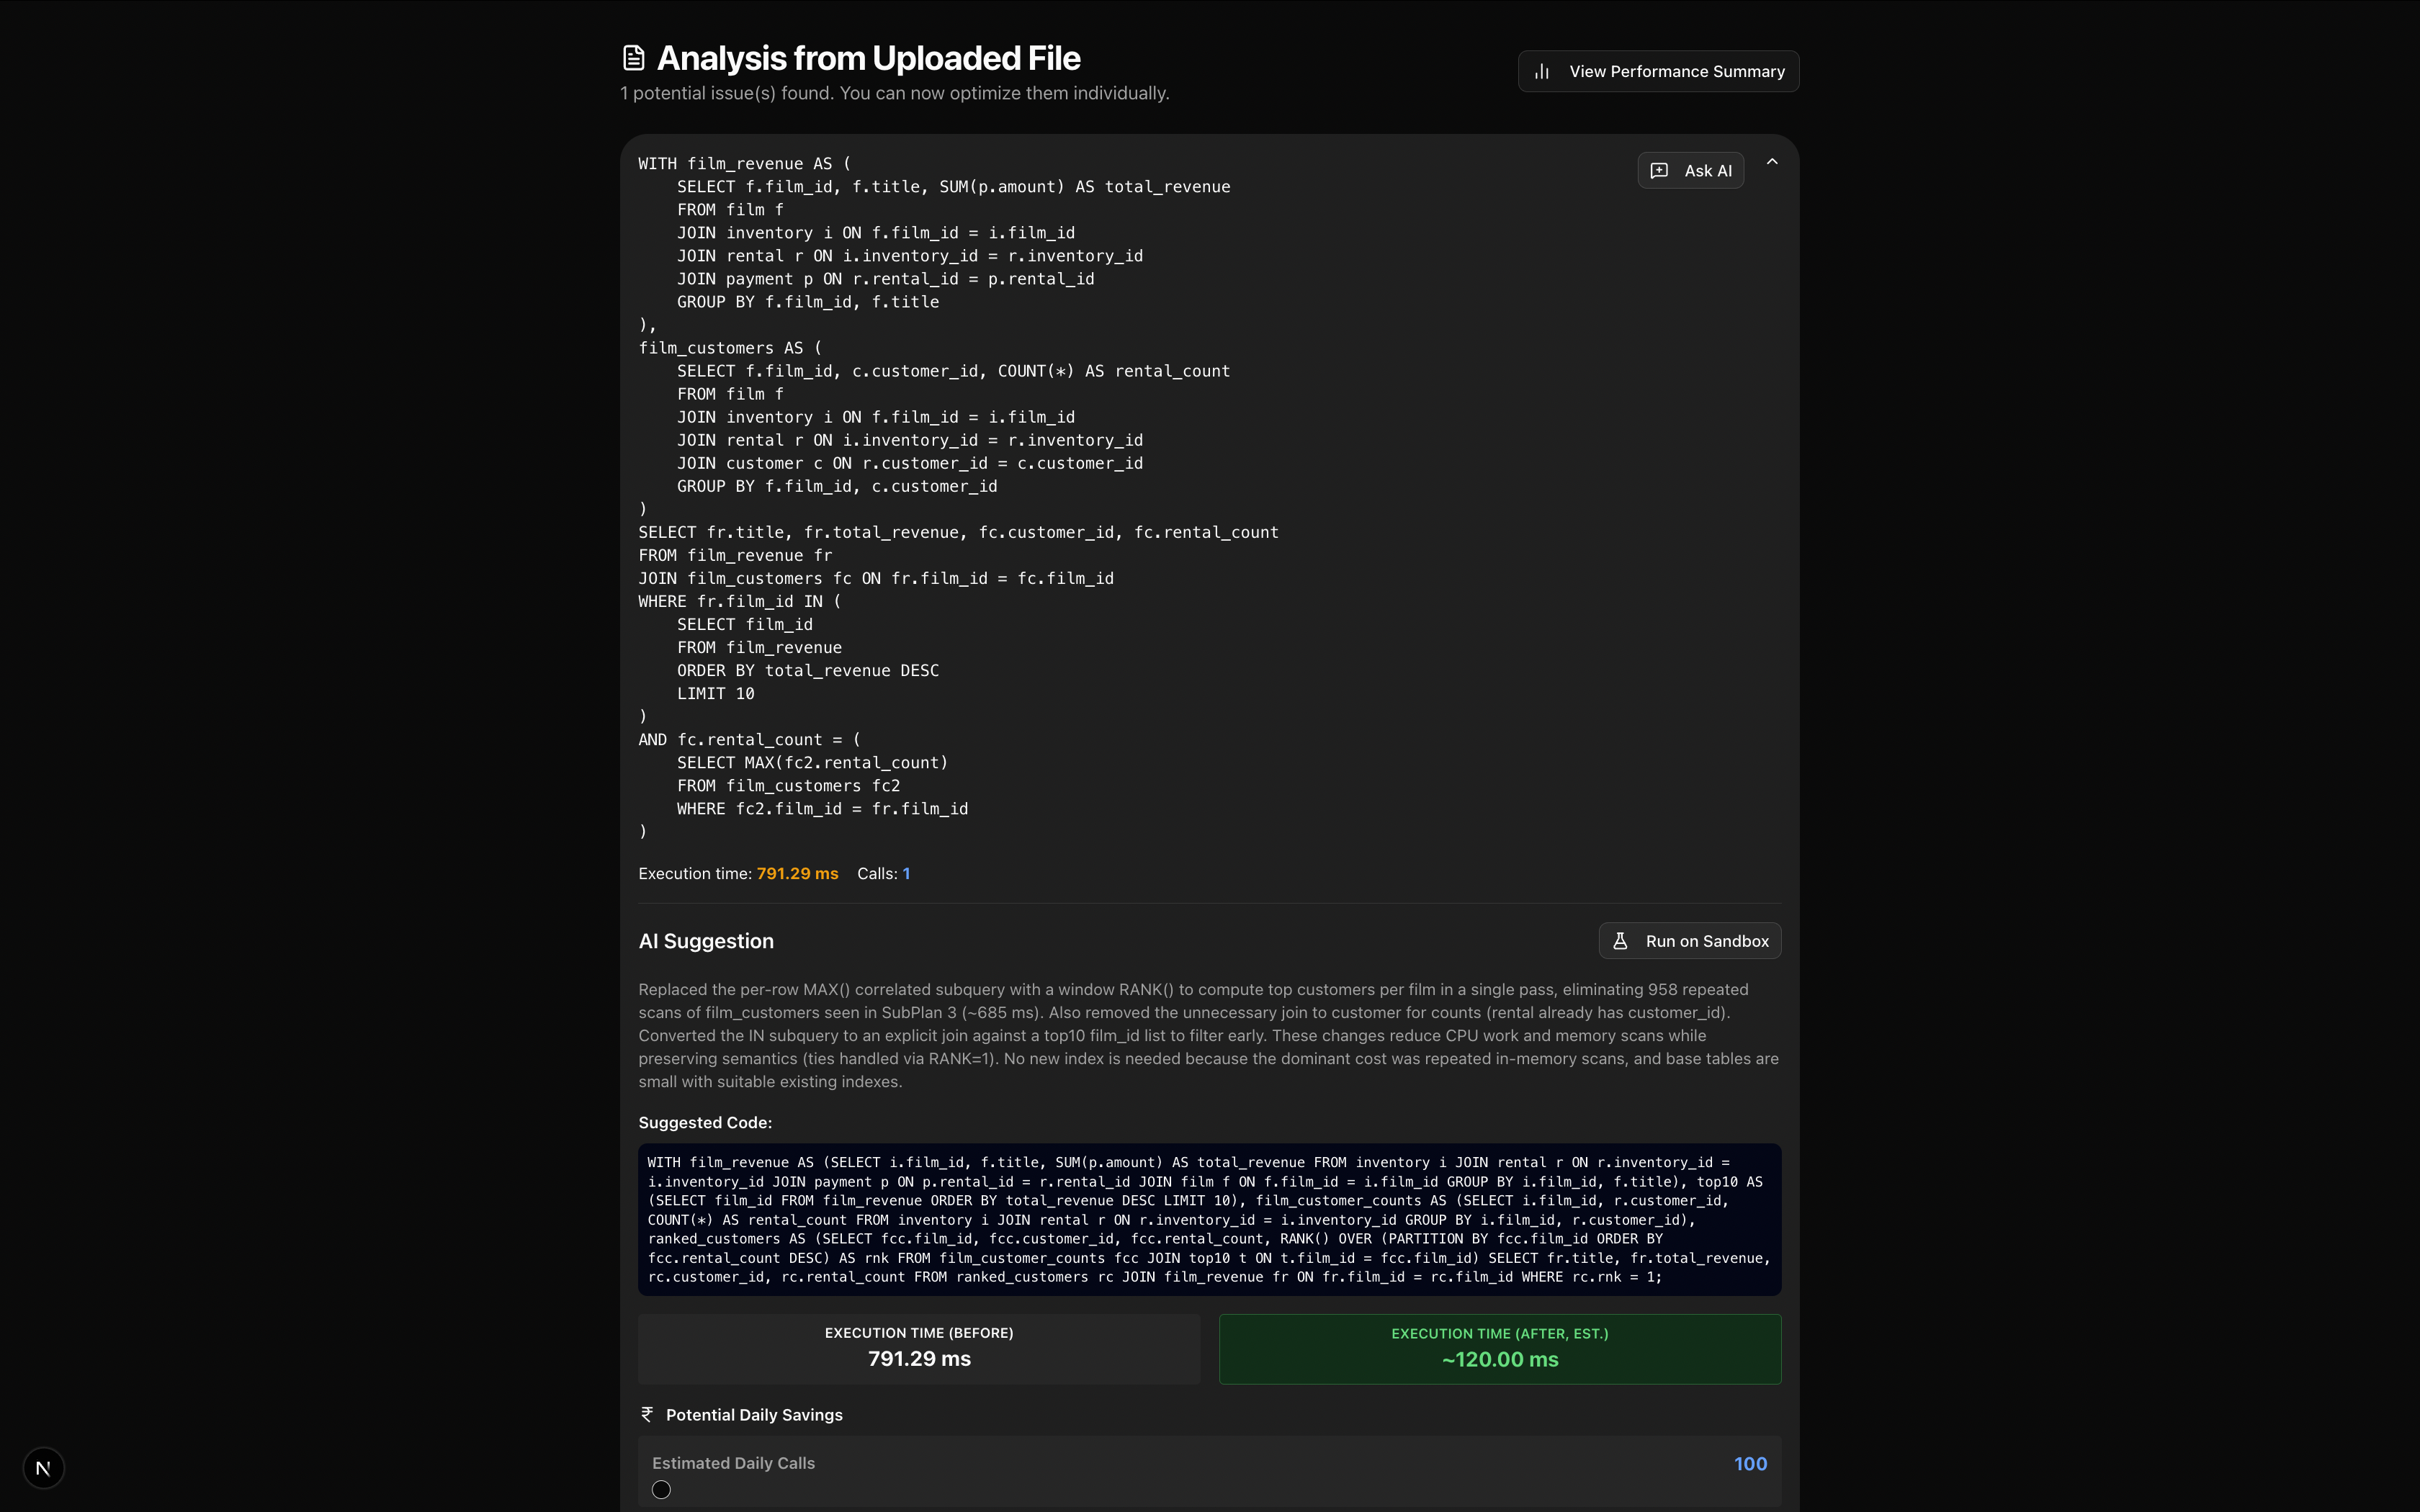 Analysis from Uploaded File
1 potential issue(s) found. You can now optimize them individually.
View Performance Summary
WITH film_revenue AS (
    SELECT f.film_id, f.title, SUM(p.amount) AS total_revenue
    FROM film f
    JOIN inventory i ON f.film_id = i.film_id
    JOIN rental r ON i.inventory_id = r.inventory_id
    JOIN payment p ON r.rental_id = p.rental_id
    GROUP BY f.film_id, f.title
),
film_customers AS (
    SELECT f.film_id, c.customer_id, COUNT(*) AS rental_count
    FROM film f
    JOIN inventory i ON f.film_id = i.film_id
    JOIN rental r ON i.inventory_id = r.inventory_id
    JOIN customer c ON r.customer_id = c.customer_id
    GROUP BY f.film_id, c.customer_id
)
SELECT fr.title, fr.total_revenue, fc.customer_id, fc.rental_count
FROM film_revenue fr
JOIN film_customers fc ON fr.film_id = fc.film_id
WHERE fr.film_id IN (
    SELECT film_id
    FROM film_revenue
    ORDER BY total_revenue DESC
    LIMIT 10
)
AND fc.rental_count = (
    SELECT MAX(fc2.rental_count)
    FROM film_customers fc2
    WHERE fc2.film_id = fr.film_id
)
Ask AI
Execution time: 791.29 ms Calls: 1
AI Suggestion
Run on Sandbox
Replaced the per-row MAX() correlated subquery with a window RANK() to compute top customers per film in a single pass, eliminating 958 repeated
scans of film_customers seen in SubPlan 3 (~685 ms). Also removed the unnecessary join to customer for counts (rental already has customer_id).
Converted the IN subquery to an explicit join against a top10 film_id list to filter early. These changes reduce CPU work and memory scans while
preserving semantics (ties handled via RANK=1). No new index is needed because the dominant cost was repeated in-memory scans, and base tables are
small with suitable existing indexes.
Suggested Code:
WITH film_revenue AS (SELECT i.film_id, f.title, SUM(p.amount) AS total_revenue FROM inventory i JOIN rental r ON r.inventory_id =
i.inventory_id JOIN payment p ON p.rental_id = r.rental_id JOIN film f ON f.film_id = i.film_id GROUP BY i.film_id, f.title), top10 AS
(SELECT film_id FROM film_revenue ORDER BY total_revenue DESC LIMIT 10), film_customer_counts AS (SELECT i.film_id, r.customer_id,
COUNT(*) AS rental_count FROM inventory i JOIN rental r ON r.inventory_id = i.inventory_id GROUP BY i.film_id, r.customer_id),
ranked_customers AS (SELECT fcc.film_id, fcc.customer_id, fcc.rental_count, RANK() OVER (PARTITION BY fcc.film_id ORDER BY
fcc.rental_count DESC) AS rnk FROM film_customer_counts fcc JOIN top10 t ON t.film_id = fcc.film_id) SELECT fr.title, fr.total_revenue,
rc.customer_id, rc.rental_count FROM ranked_customers rc JOIN film_revenue fr ON fr.film_id = rc.film_id WHERE rc.rnk = 1;
EXECUTION TIME (BEFORE)
791.29 ms
EXECUTION TIME (AFTER, EST.)
~120.00 ms
₹ Potential Daily Savings
Estimated Daily Calls
100
N